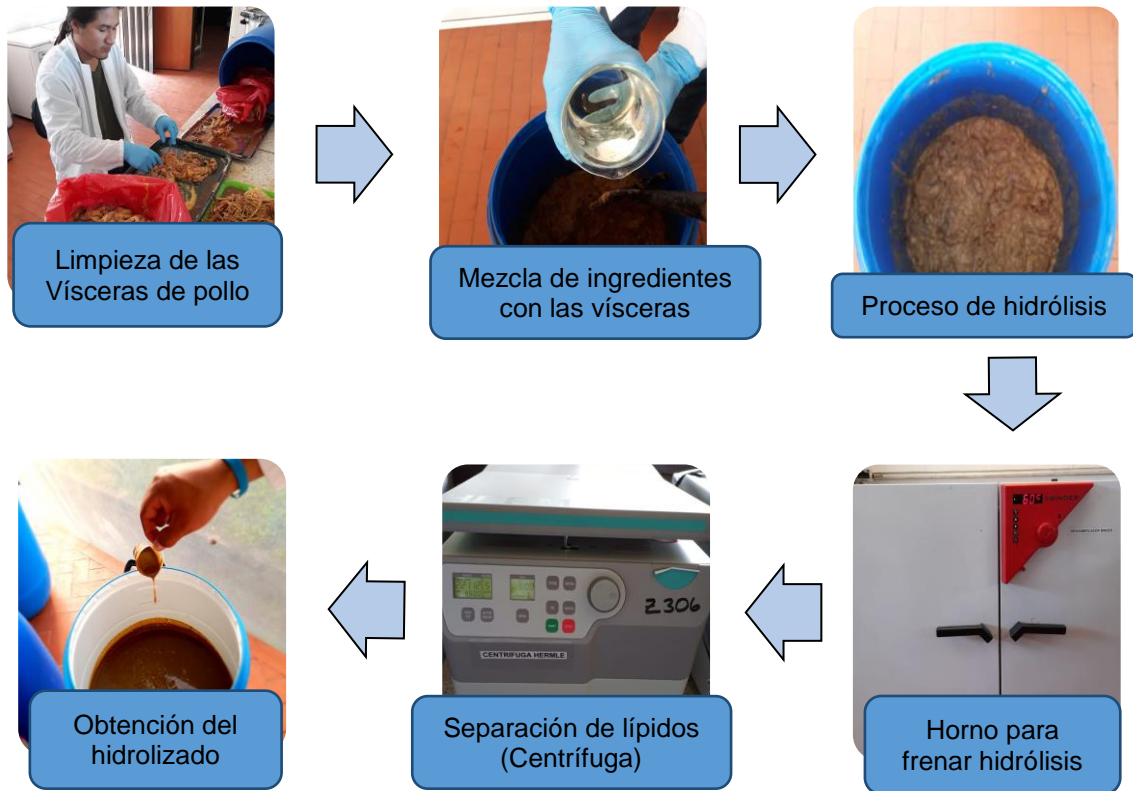 Limpieza de las
Vísceras de pollo
Mezcla de ingredientes
con las vísceras
Proceso de hidrólisis
Obtención del
hidrolizado
Z306
CENTRIFUGA HERMLE
Separación de lípidos
(Centrífuga)
BINDER
Horno para
frenar hidrólisis